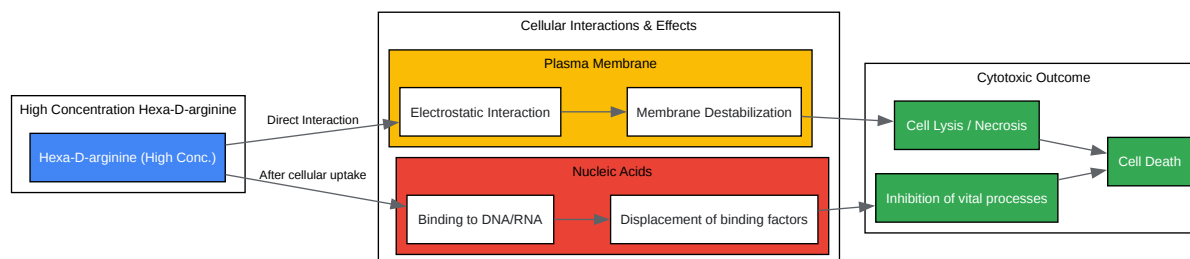 High Concentration Hexa-D-arginine
Hexa-D-arginine (High Conc.)
Direct Interaction
After cellular uptake
Cellular Interactions & Effects
Plasma Membrane
Electrostatic Interaction
Membrane Destabilization
Nucleic Acids
Binding to DNA/RNA
Displacement of binding factors
Cytotoxic Outcome
Cell Lysis / Necrosis
Inhibition of vital processes
Cell Death